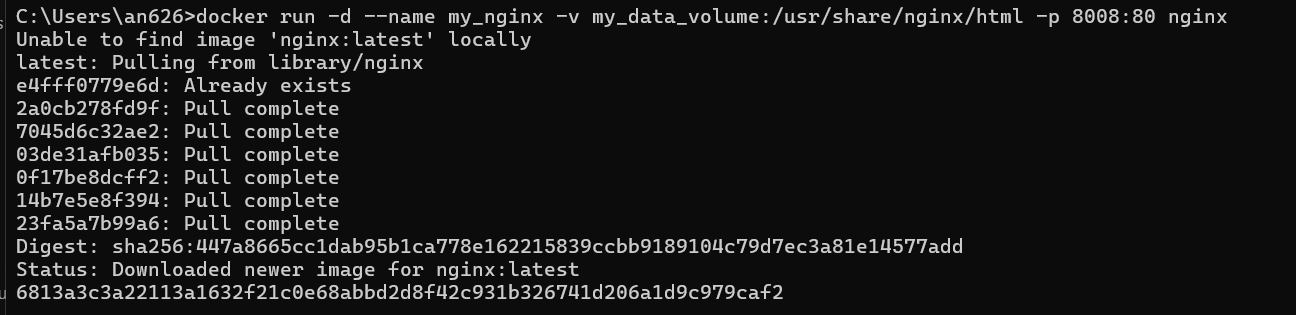 C:\Users\an626>docker run -d --name my_nginx -v my_data_volume:/usr/share/nginx/html -p 8008:80 nginx
Unable to find image 'nginx:latest' locally
latest: Pulling from library/nginx
e4fff0779e6d: Already exists
2a0cb278fd9f: Pull complete
7045d6c32ae2: Pull complete
03de31afb035: Pull complete
0f17be8dcff2: Pull complete
14b7e5e8f394: Pull complete
23fa5a7b99a6: Pull complete
Digest: sha256:447a8665cc1dab95b1ca778e162215839ccbb9189104c79d7ec3a81e14577add
Status: Downloaded newer image for nginx:latest
6813a3c3a22113a1632f21c0e68abbd2d8f42c931b326741d206a1d9c979caf2